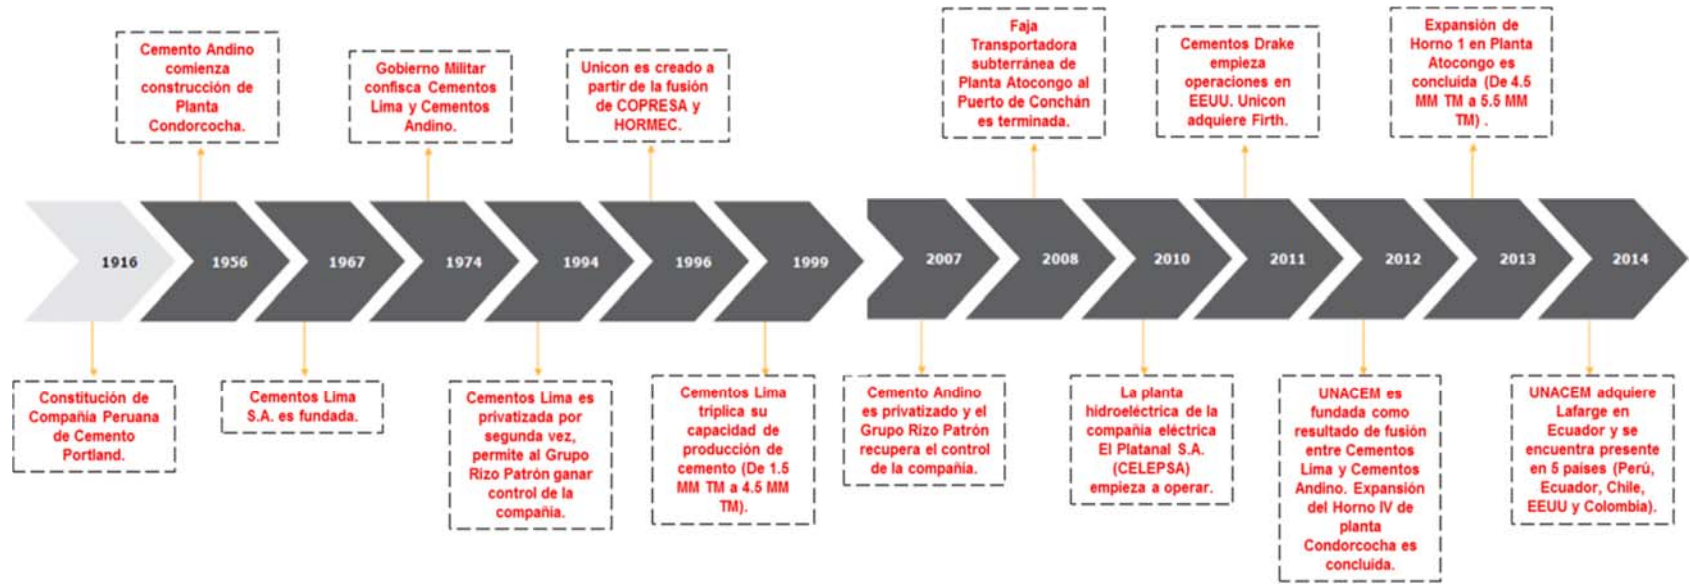 Cemento Andino
comienza
construcción de
Planta
Condorcocha.
Gobierno Militar
confisca Cementos
Lima y Cementos
Andino.
Unicon es creado a
partir de la fusión
de COPRESA y
HORMEC.
Faja
Transportadora
subterránea de
Planta Atocongo al
Puerto de Conchán
es terminada.
Cementos Drake
empieza
operaciones en
EEUU. Unicon
adquiere Firth.
Expansión de
Horno 1 en Planta
Atocongo es
concluida (De 4.5
MM TM a 5.5 MM
TM) .
1916
1956
1967
1974
1994
1996
1999
2007
2008
2010
2011
2012
2013
2014
Constitución de
Compañía Peruana
de Cemento
Portland.
Cementos Lima
S.A. es fundada.
Cementos Lima es
privatizada por
segunda vez,
permite al Grupo
Rizo Patrón ganar
control de la
compañía.
Cementos Lima
triplica su
capacidad de
producción de
cemento (De 1.5
MM TM a 4.5 MM
TM).
Cemento Andino
es privatizado y el
Grupo Rizo Patrón
recupera el control
de la compañía.
La planta
hidroeléctrica de la
compañía eléctrica
El Platanal S.A.
(CELEPSA)
empieza a operar.
UNACEM es
fundada como
resultado de fusión
entre Cementos
Lima y Cementos
Andino. Expansión
del Horno IV de
planta
Condorcocha es
concluida.
UNACEM adquiere
Lafarge en
Ecuador y se
encuentra presente
en 5 países (Perú,
Ecuador, Chile,
EEUU y Colombia).